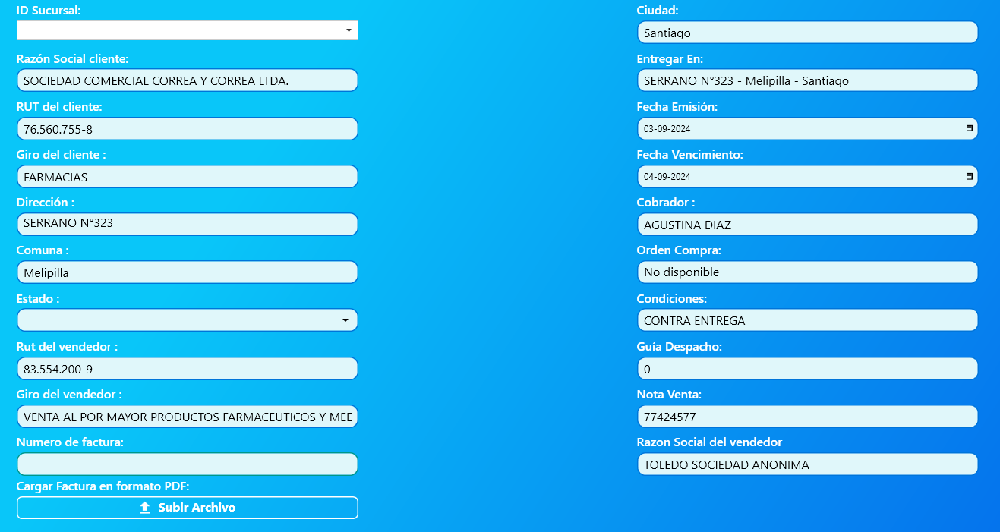 ID Sucursal:
Razón Social cliente:
SOCIEDAD COMERCIAL CORREA Y CORREA LTDA.
RUT del cliente:
76.560.755-8
Giro del cliente :
FARMACIAS
Dirección :
SERRANO N°323
Comuna :
Melipilla
Estado :
Rut del vendedor :
83.554.200-9
Giro del vendedor :
VENTA AL POR MAYOR PRODUCTOS FARMACEUTICOS Y MED
Numero de factura:
Cargar Factura en formato PDF:
Subir Archivo
Ciudad:
Santiago
Entregar En:
SERRANO N°323 - Melipilla - Santiago
Fecha Emisión:
03-09-2024
Fecha Vencimiento:
04-09-2024
Cobrador :
AGUSTINA DIAZ
Orden Compra:
No disponible
Condiciones:
CONTRA ENTREGA
Guía Despacho:
0
Nota Venta:
77424577
Razon Social del vendedor
TOLEDO SOCIEDAD ANONIMA